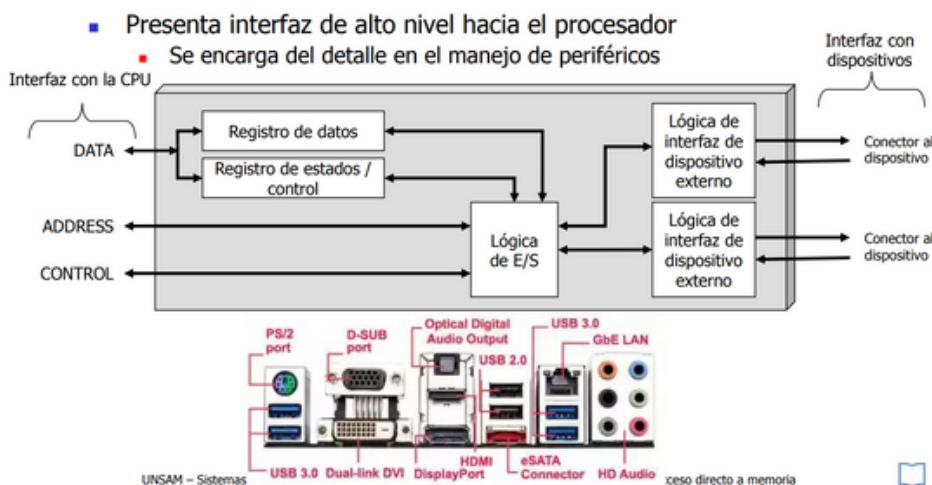 Presenta interfaz de alto nivel hacia el procesador
Se encarga del detalle en el manejo de periféricos
Interfaz con la CPU
Interfaz con
dispositivos
DATA
ADDRESS
CONTROL
Registro de datos
Registro de estados /
control
Lógica
de E/S
Lógica de
interfaz de
dispositivo
externo
Lógica de
interfaz de
dispositivo
externo
Conector al
dispositivo
Conector al
dispositivo
PS/2
port
D-SUB
port
Optical Digital
Audio Output
USB 2.0
USB 3.0
GbE LAN
USB 3.0
Dual-link DVI
DisplayPort
HDMI
eSATA
Connector
HD Audio
UNSAM – Sistemas
ceso directo a memoria